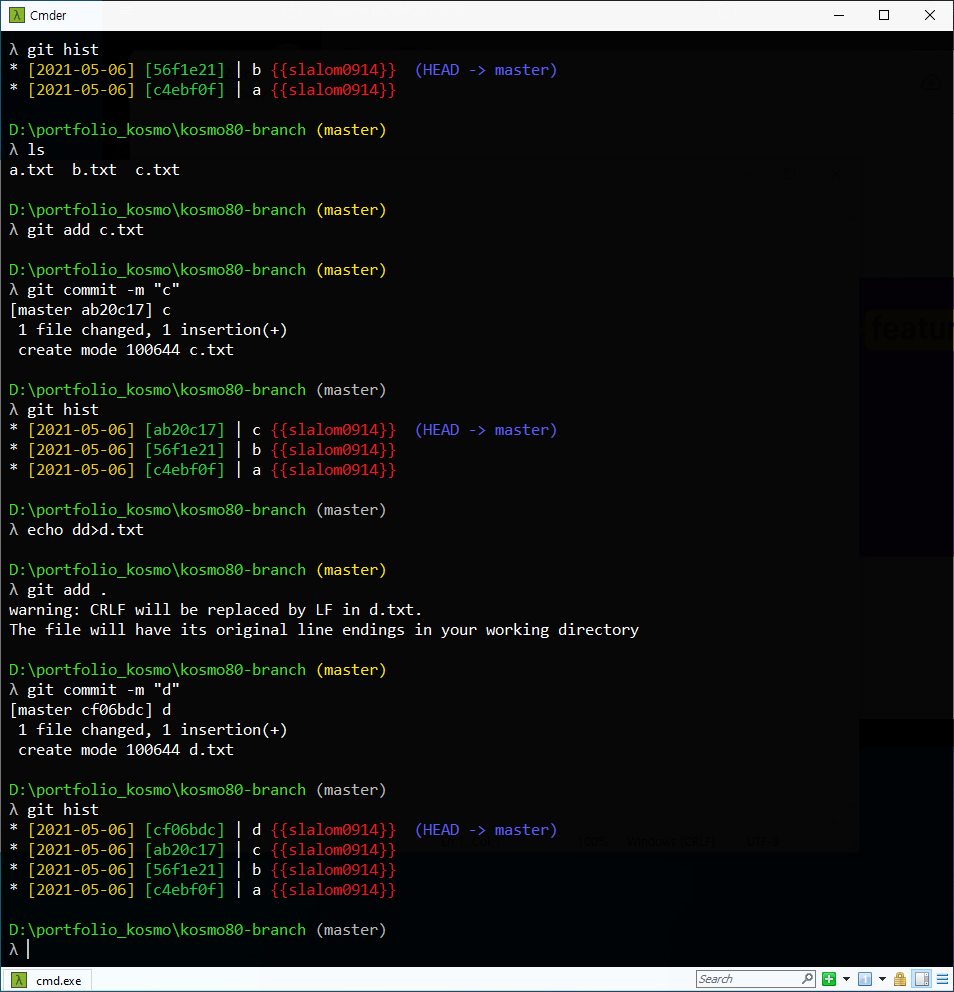 Cmder
λ git hist
* [2021-05-06] [56f1e21] | b {{slalom0914}}  (HEAD -> master)
* [2021-05-06] [c4ebf0f] | a {{slalom0914}}
D:\portfolio_kosmo\kosmo80-branch (master)
λ ls
a.txt  b.txt  c.txt
D:\portfolio_kosmo\kosmo80-branch (master)
λ git add c.txt
D:\portfolio_kosmo\kosmo80-branch (master)
λ git commit -m "c"
[master ab20c17] c
 1 file changed, 1 insertion(+)
 create mode 100644 c.txt
D:\portfolio_kosmo\kosmo80-branch (master)
λ git hist
* [2021-05-06] [ab20c17] | c {{slalom0914}}  (HEAD -> master)
* [2021-05-06] [56f1e21] | b {{slalom0914}}
* [2021-05-06] [c4ebf0f] | a {{slalom0914}}
D:\portfolio_kosmo\kosmo80-branch (master)
λ echo dd>d.txt
D:\portfolio_kosmo\kosmo80-branch (master)
λ git add .
warning: CRLF will be replaced by LF in d.txt.
The file will have its original line endings in your working directory
D:\portfolio_kosmo\kosmo80-branch (master)
λ git commit -m "d"
[master cf06bdc] d
 1 file changed, 1 insertion(+)
 create mode 100644 d.txt
D:\portfolio_kosmo\kosmo80-branch (master)
λ git hist
* [2021-05-06] [cf06bdc] | d {{slalom0914}}  (HEAD -> master)
* [2021-05-06] [ab20c17] | c {{slalom0914}}
* [2021-05-06] [56f1e21] | b {{slalom0914}}
* [2021-05-06] [c4ebf0f] | a {{slalom0914}}
D:\portfolio_kosmo\kosmo80-branch (master)
λ
cmd.exe
Search